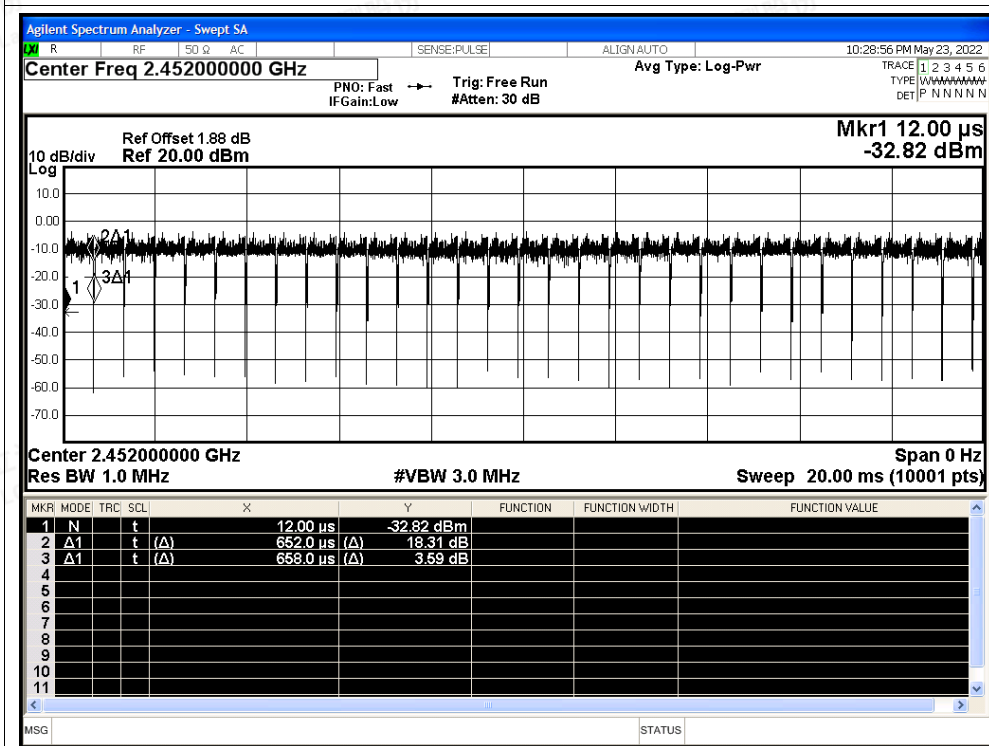 Agilent Spectrum Analyzer - Swept SA
LXI R RF 50 Ω AC SENSE:PULSE ALIGN AUTO 10:28:56 PM May 23, 2022
Center Freq 2.452000000 GHz
PNO: Fast
IFGain:Low
Trig: Free Run
#Atten: 30 dB
Avg Type: Log-Pwr
TRACE 1 2 3 4 5 6
TYPE WWWWWW
DET P N N N N N
Mkr1 12.00 µs
-32.82 dBm
Ref Offset 1.88 dB
10 dB/div Ref 20.00 dBm
Log
10.0
0.00
-10.0
-20.0
-30.0
-40.0
-50.0
-60.0
-70.0
2Δ1
3Δ1
1
Center 2.452000000 GHz Span 0 Hz
Res BW 1.0 MHz #VBW 3.0 MHz Sweep 20.00 ms (10001 pts)
MKR MODE TRC SCL X Y FUNCTION FUNCTION WIDTH FUNCTION VALUE
1 N t 12.00 µs -32.82 dBm
2 Δ1 t (Δ) 652.0 µs (Δ) 18.31 dB
3 Δ1 t (Δ) 658.0 µs (Δ) 3.59 dB
4
5
6
7
8
9
10
11
MSG STATUS